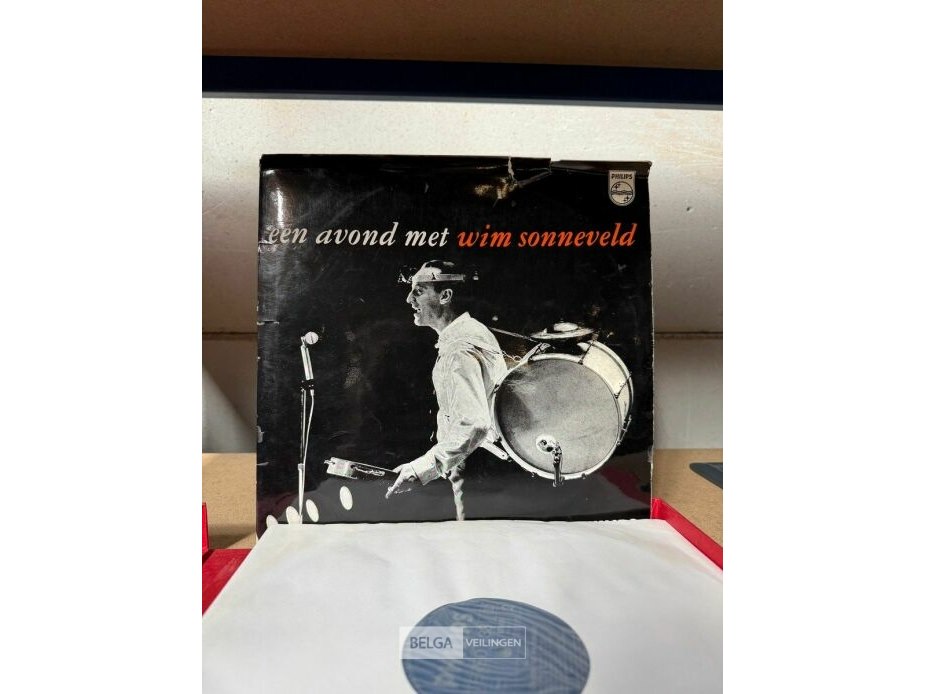 PHILIPS
een avond met wim sonneveld
BELGA VEILINGEN